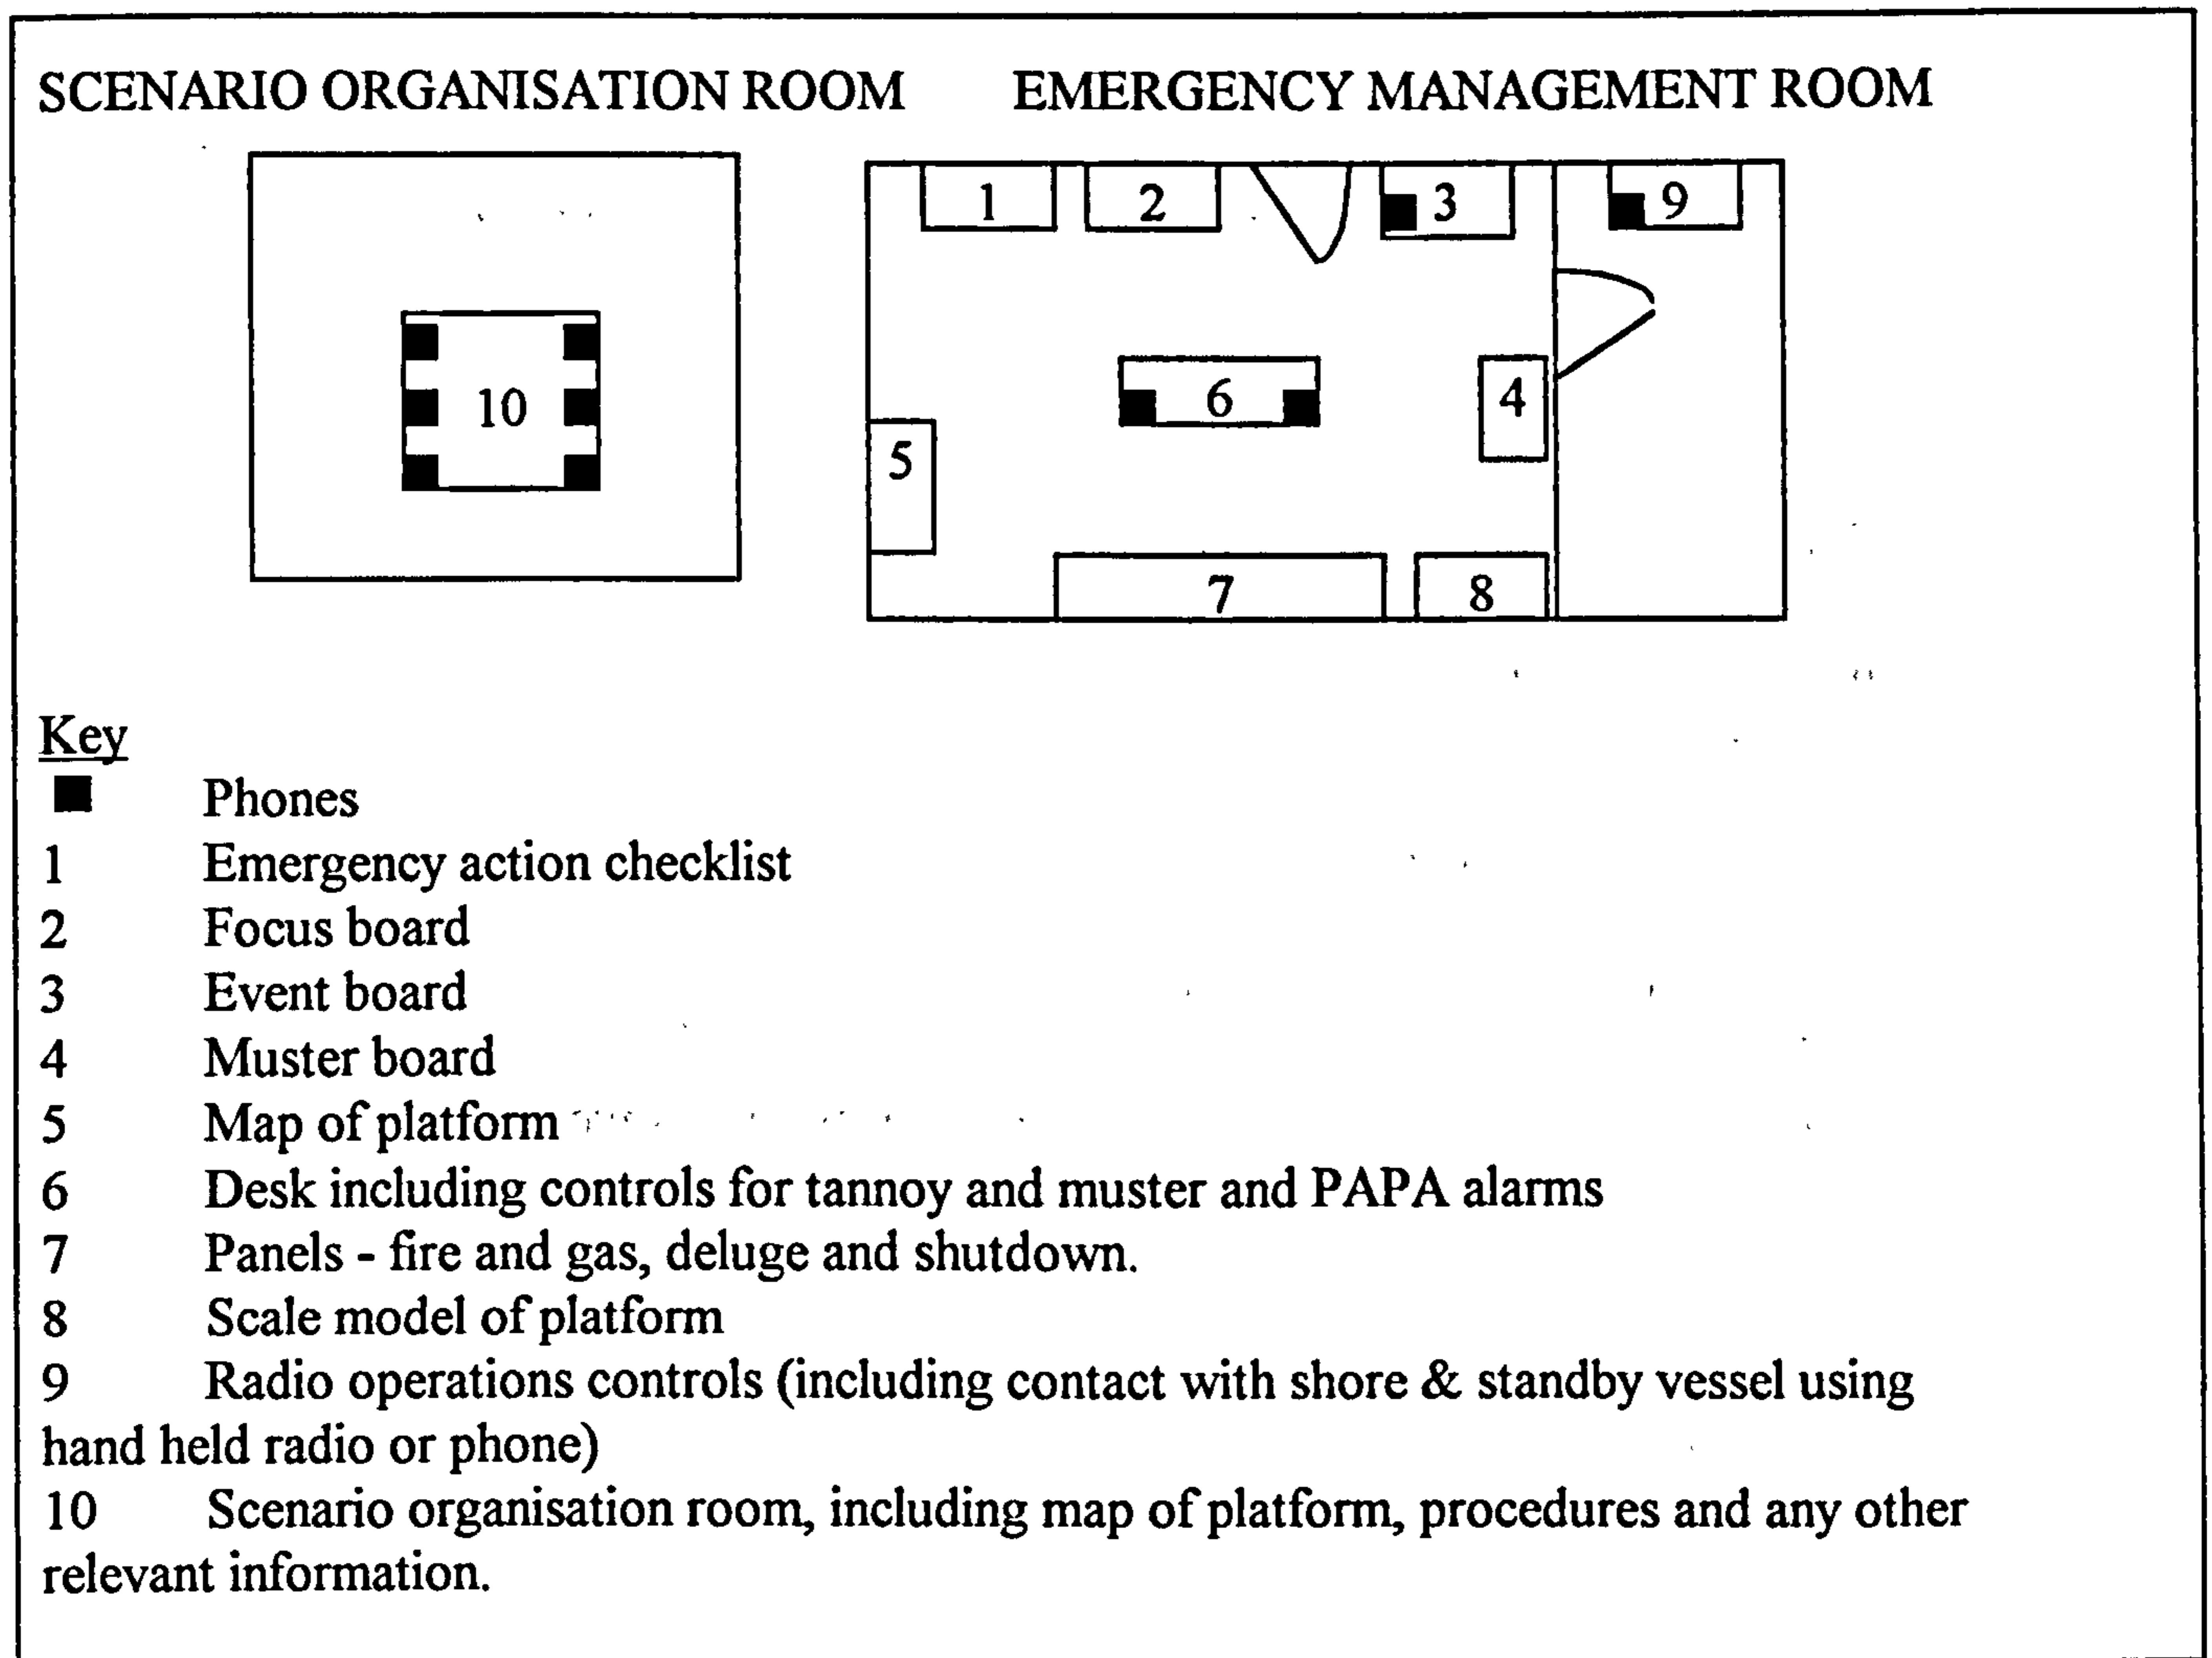 SCENARIO ORGANISATION ROOM EMERGENCY MANAGEMENT ROOM
1 2 3 9
10 6 4
5
7 8
Key
■ Phones
1 Emergency action checklist
2 Focus board
3 Event board
4 Muster board
5 Map of platform
6 Desk including controls for tannoy and muster and PAPA alarms
7 Panels - fire and gas, deluge and shutdown.
8 Scale model of platform
9 Radio operations controls (including contact with shore & standby vessel using
hand held radio or phone)
10 Scenario organisation room, including map of platform, procedures and any other
relevant information.